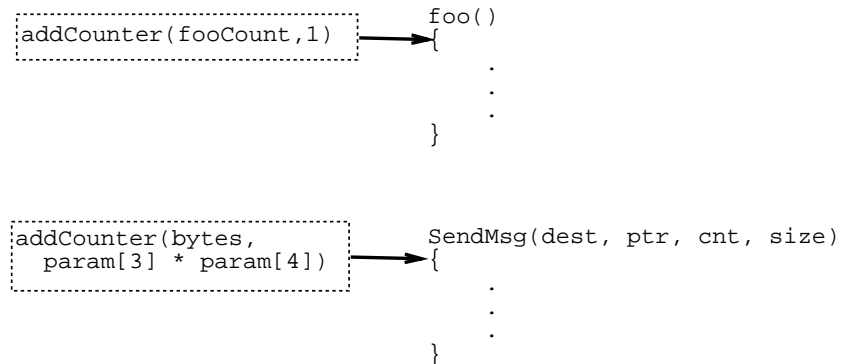 foo()
addCounter(fooCount,1)
{
.
.
.
}
addCounter(bytes,
param[3] * param[4])
SendMsg(dest, ptr, cnt, size)
{
.
.
.
}